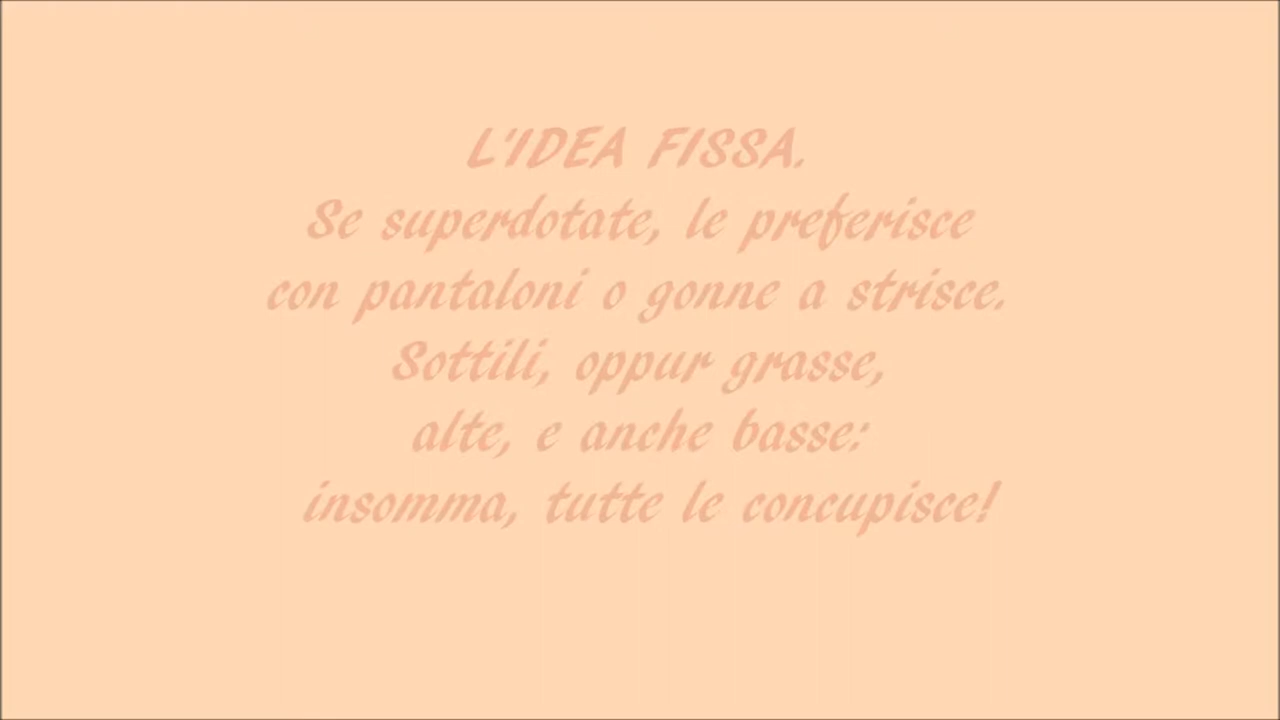 L'IDEA FISSA.
Se superdotate, le preferisce
con pantaloni o gonne a strisce.
Sottili, oppur grasse,
alte, e anche basse:
insomma, tutte le concupisce!